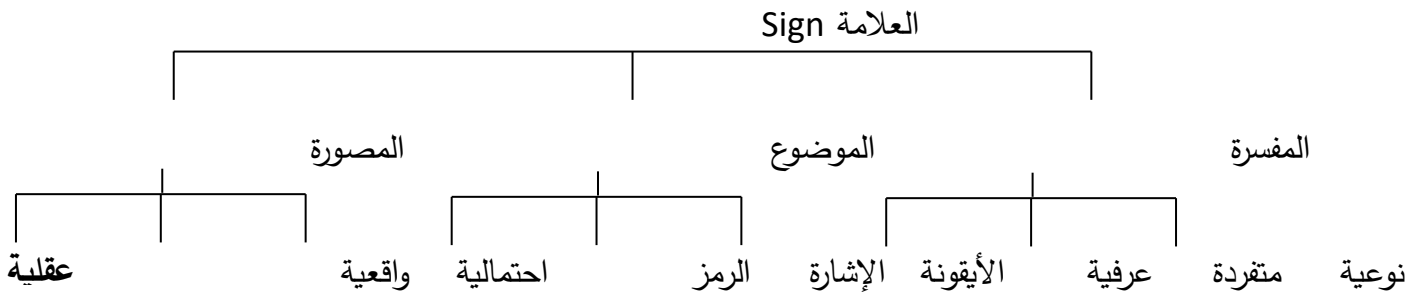 العلامة Sign
المفسرة الموضوع المصورة
نوعية متفردة عرفية الأيقونة الإشارة الرمز احتمالية واقعية عقلية